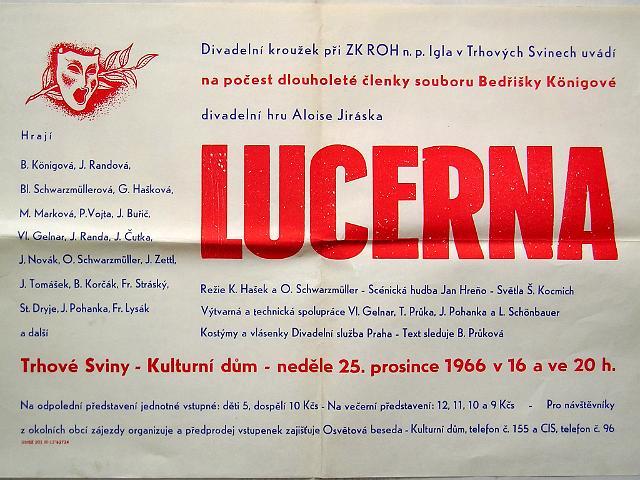 Divadelní kroužek při ZK ROH n. p. Igla v Trhových Svinech uvádí
na počest dlouholeté členky souboru Bedřišky Königové
divadelní hru Aloise Jiráska
LUCERNA
Hrají
B. Königová, J. Randová,
Bl. Schwarzmüllerová, G. Hašková,
M. Marková, P. Vojta, J. Buřič,
Vl. Gelnar, J. Randa, J. Čutka,
J. Novák, O. Schwarzmüller, J. Zettl,
J. Tomášek, B. Korčák, Fr. Stráský,
St. Dryje, J. Pohanka, Fr. Lysák
a další
Režie K. Hašek a O. Schwarzmüller - Scénická hudba Jan Hreňo - Světla Š. Kocmich
Výtvarná a technická spolupráce Vl. Gelnar, T. Průka, J. Pohanka a L. Schönbauer
Kostýmy a vlásenky Divadelní služba Praha - Text sleduje B. Průková
Trhové Sviny - Kulturní dům - neděle 25. prosince 1966 v 16 a ve 20 h.
Na odpolední představení jednotné vstupné: děti 5, dospělí 10 Kčs - Na večerní představení: 12, 11, 10 a 9 Kčs - Pro návštěvníky
z okolních obcí zájezdy organizuje a předprodej vstupenek zajišťuje Osvětová beseda - Kulturní dům, telefon č. 155 a CIS, telefon č. 96